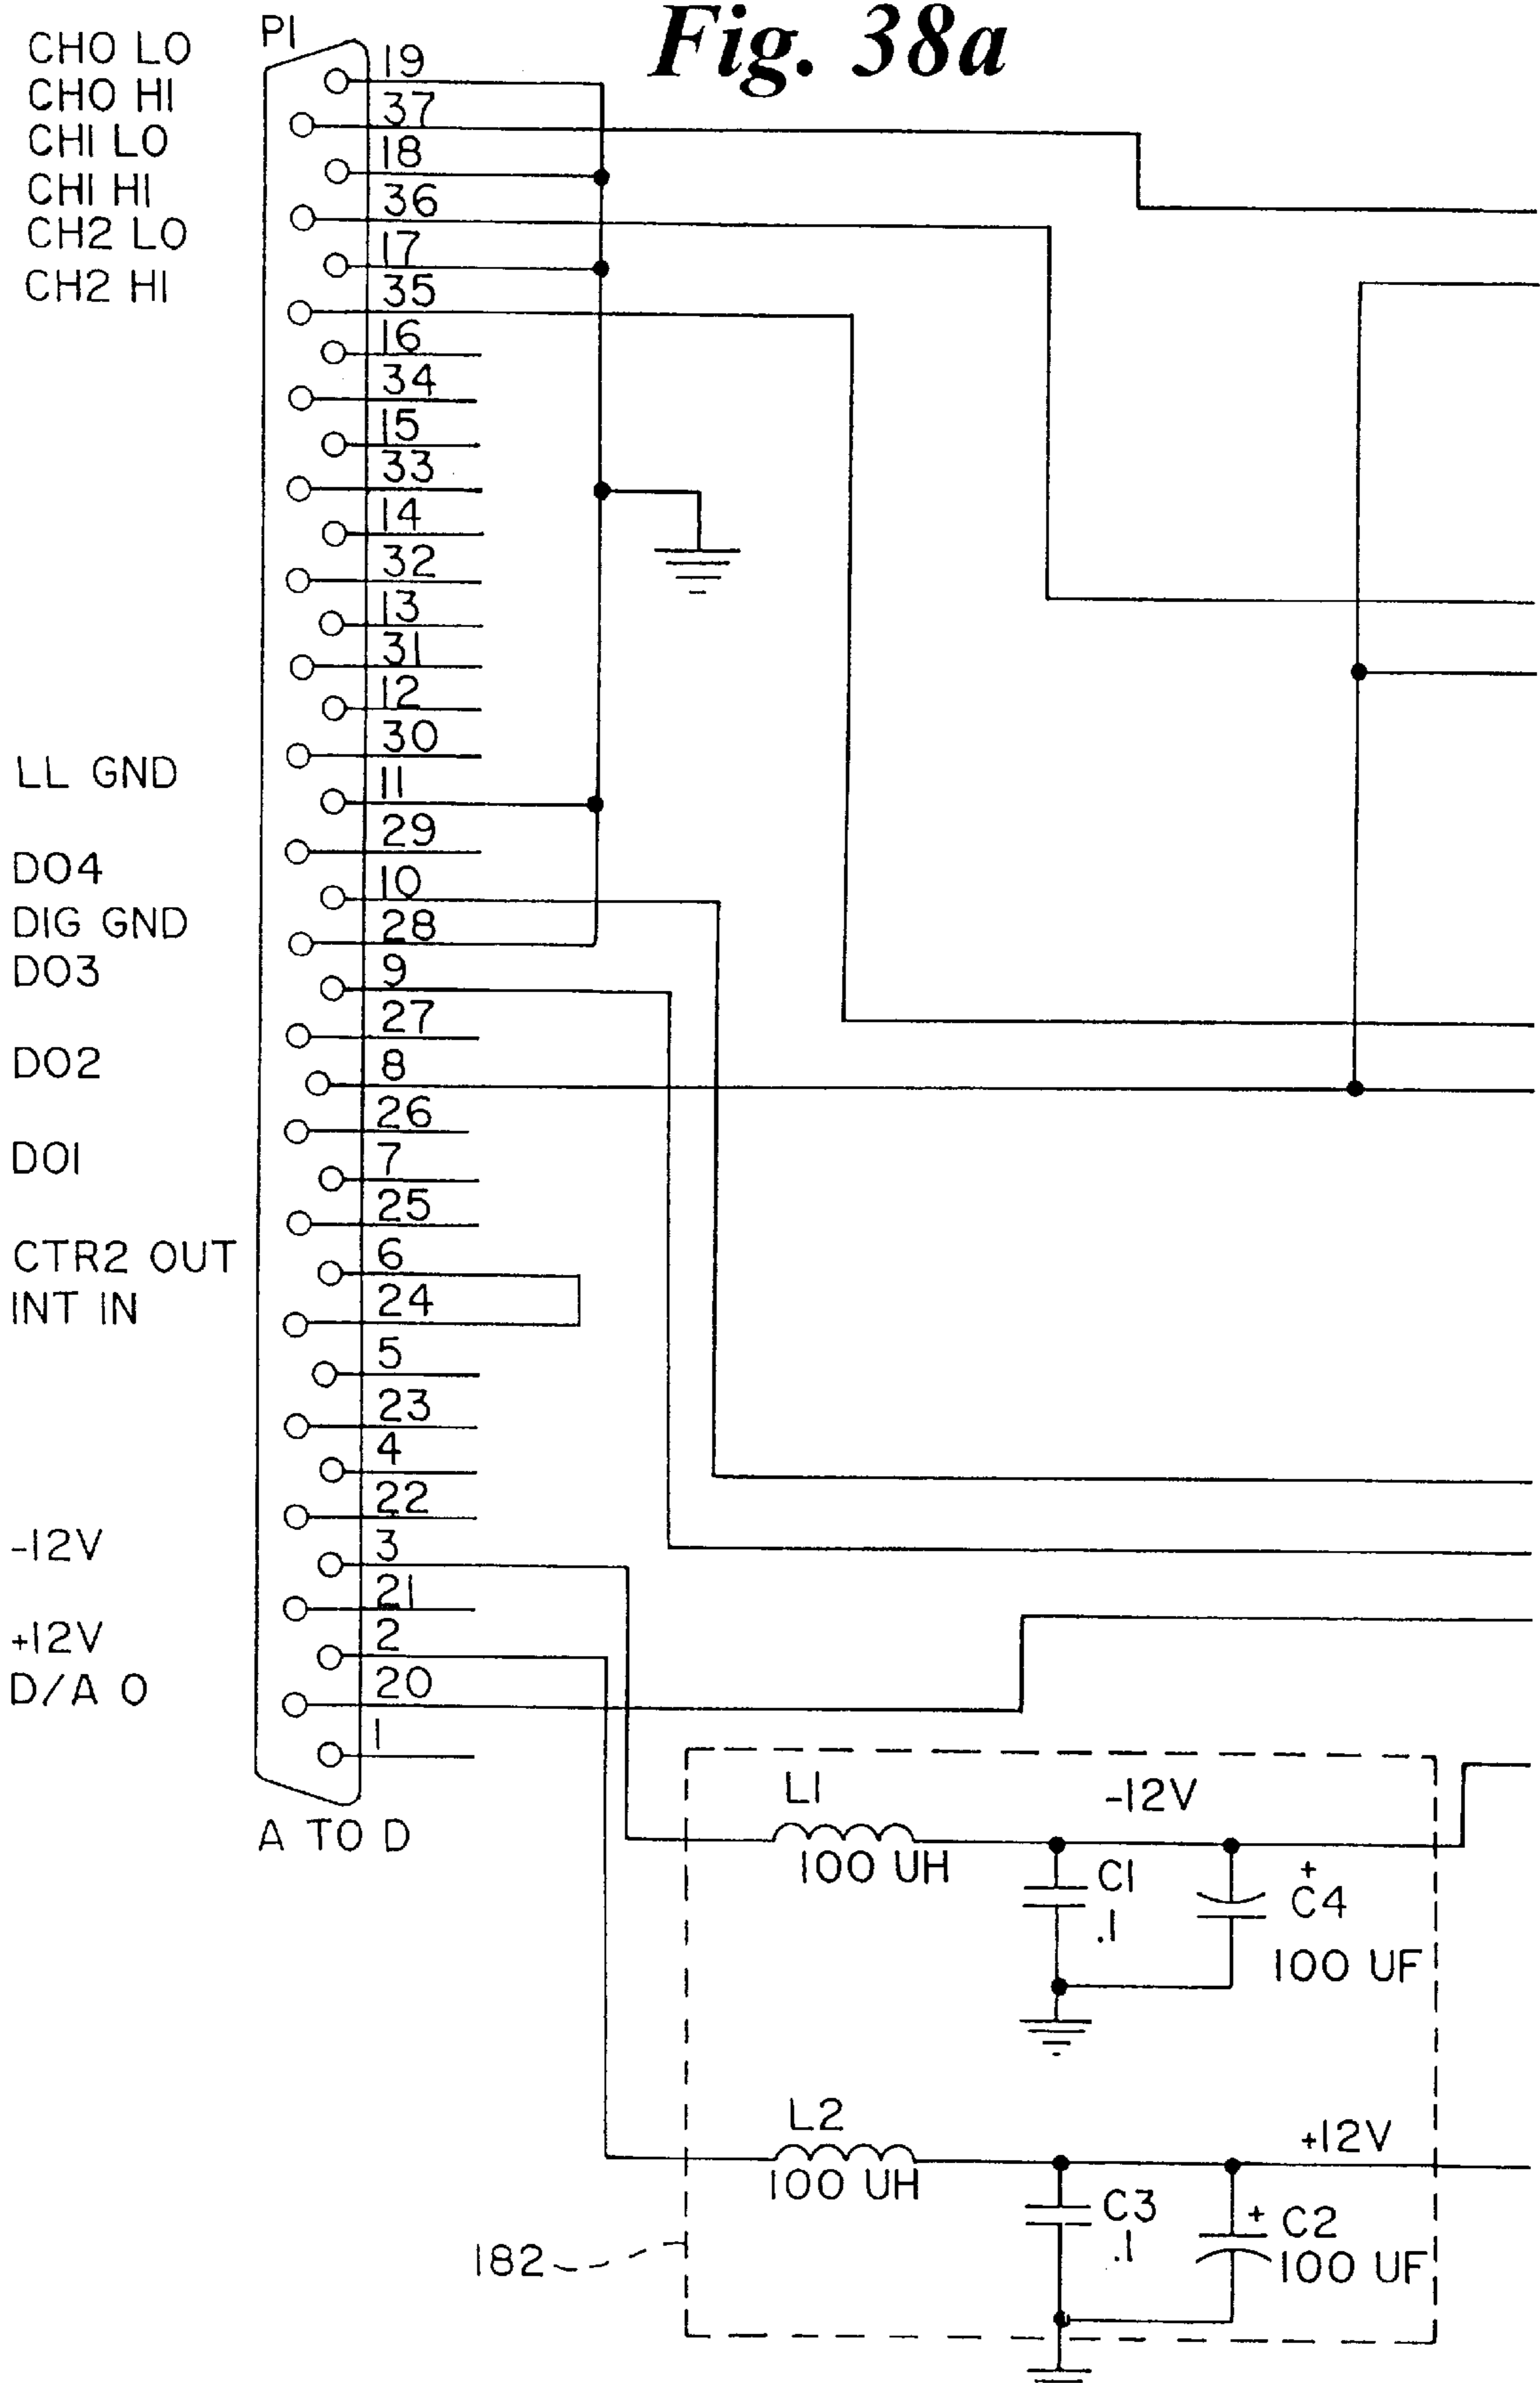 Fig. 38a
P1
CH0 LO
CH0 HI
CH1 LO
CH1 HI
CH2 LO
CH2 HI
LL GND
DO4
DIG GND
DO3
DO2
DO1
CTR2 OUT
INT IN
-12V
+12V
D/A 0
19
37
18
36
17
35
16
34
15
33
14
32
13
31
12
30
11
29
10
28
9
27
8
26
7
25
6
24
5
23
4
22
3
21
2
20
1
A TO D
L1
-12V
100 UH
C1
.1
+
C4
100 UF
L2
+12V
100 UH
C3
.1
+ C2
100 UF
182